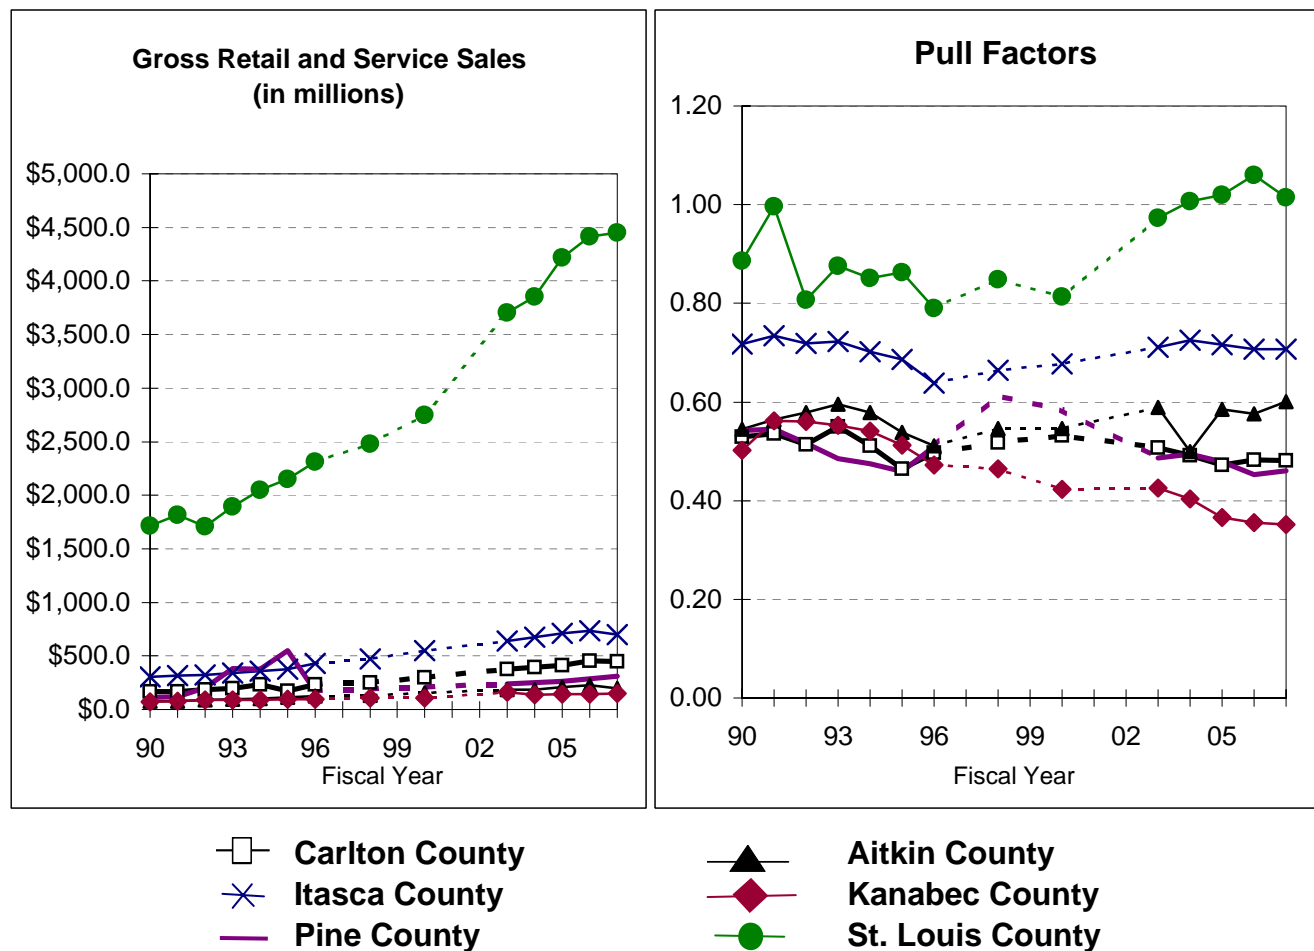 Gross Retail and Service Sales
(in millions)
$5,000.0
$4,500.0
$4,000.0
$3,500.0
$3,000.0
$2,500.0
$2,000.0
$1,500.0
$1,000.0
$500.0
$0.0
90 93 96 99 02 05
Fiscal Year
Pull Factors
1.20
1.00
0.80
0.60
0.40
0.20
0.00
90 93 96 99 02 05
Fiscal Year
Carlton County
Aitkin County
Itasca County
Kanabec County
Pine County
St. Louis County